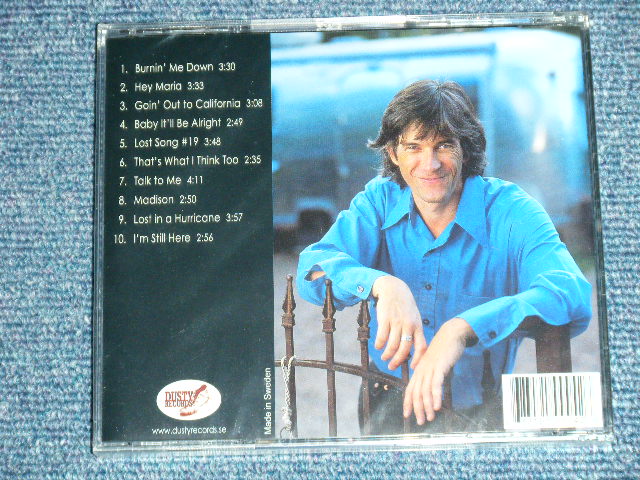 1. Burnin' Me Down 3:30
2. Hey Maria 3:33
3. Goin' Out to California 3:08
4. Baby It'll Be Alright 2:49
5. Lost Song #19 3:48
6. That's What I Think Too 2:35
7. Talk to Me 4:11
8. Madison 2:50
9. Lost in a Hurricane 3:57
10. I'm Still Here 2:56
DUSTY
RECORDS
www.dustyrecords.se
Made in Sweden